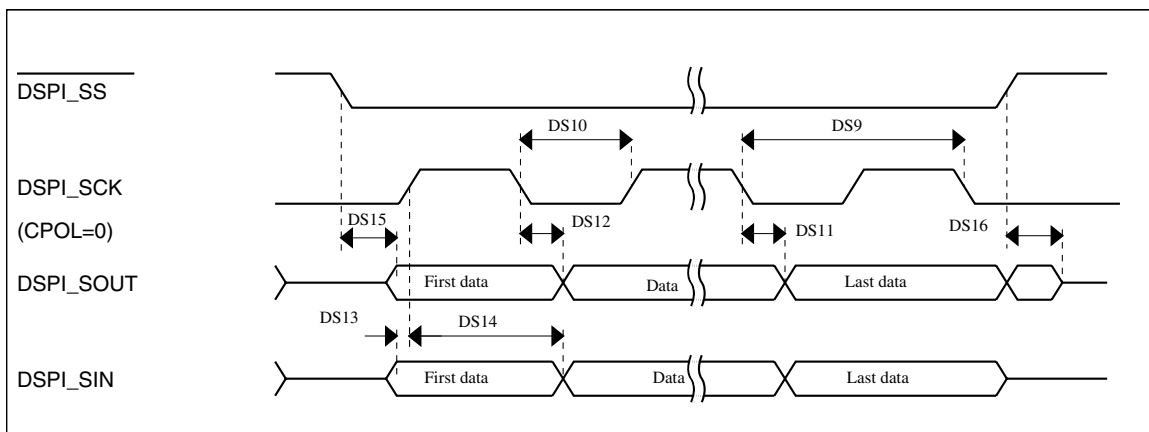 DSPI_SS
DS10
DS9
DSPI_SCK
(CPOL=0)
DS15
DS12
DS11
DS16
DSPI_SOUT
First data
Data
Last data
DS13
DS14
DSPI_SIN
First data
Data
Last data